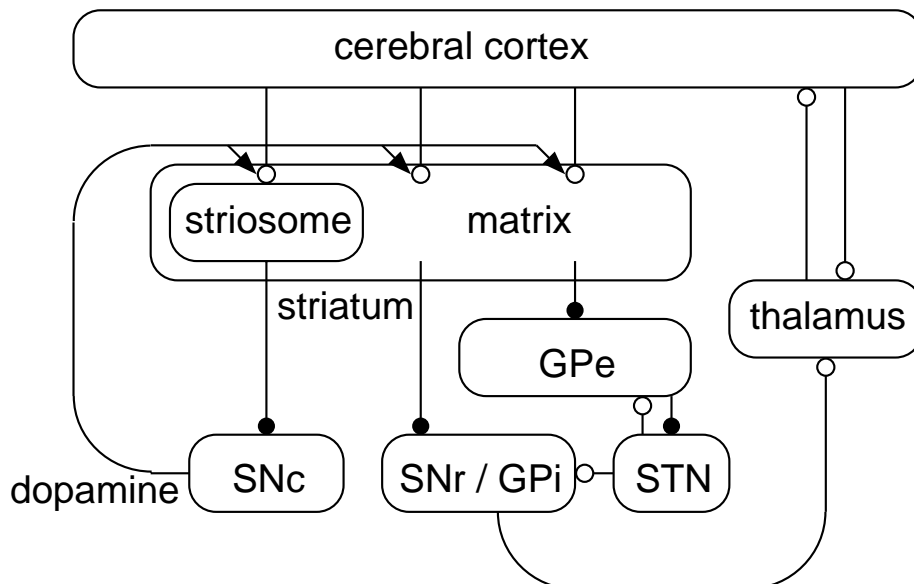 cerebral cortex
striosome
matrix
striatum
thalamus
GPe
dopamine
SNc
SNr / GPi
STN